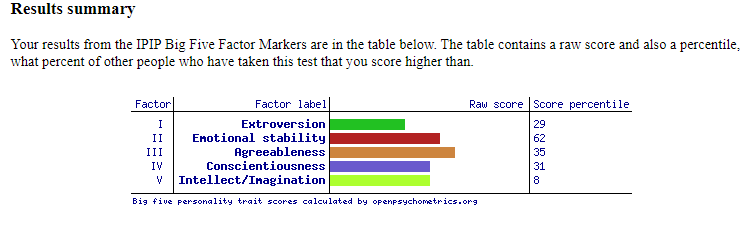 Results summary
Your results from the IPIP Big Five Factor Markers are in the table below. The table contains a raw score and also a percentile,
what percent of other people who have taken this test that you score higher than.
Factor Factor label Raw score Score percentile
I Extroversion 29
II Emotional stability 62
III Agreeableness 35
IV Conscientiousness 31
V Intellect/Imagination 8
Big five personality trait scores calculated by openpsychometrics.org